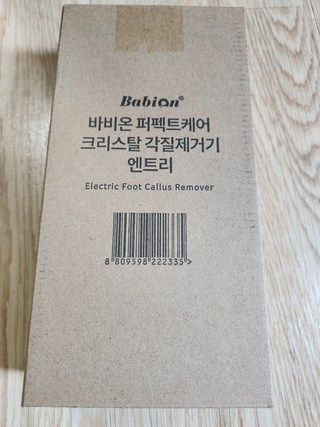 Babion®
바비온 퍼펙트케어
크리스탈 각질제거기
엔트리
Electric Foot Callus Remover
8 809598 222335 >